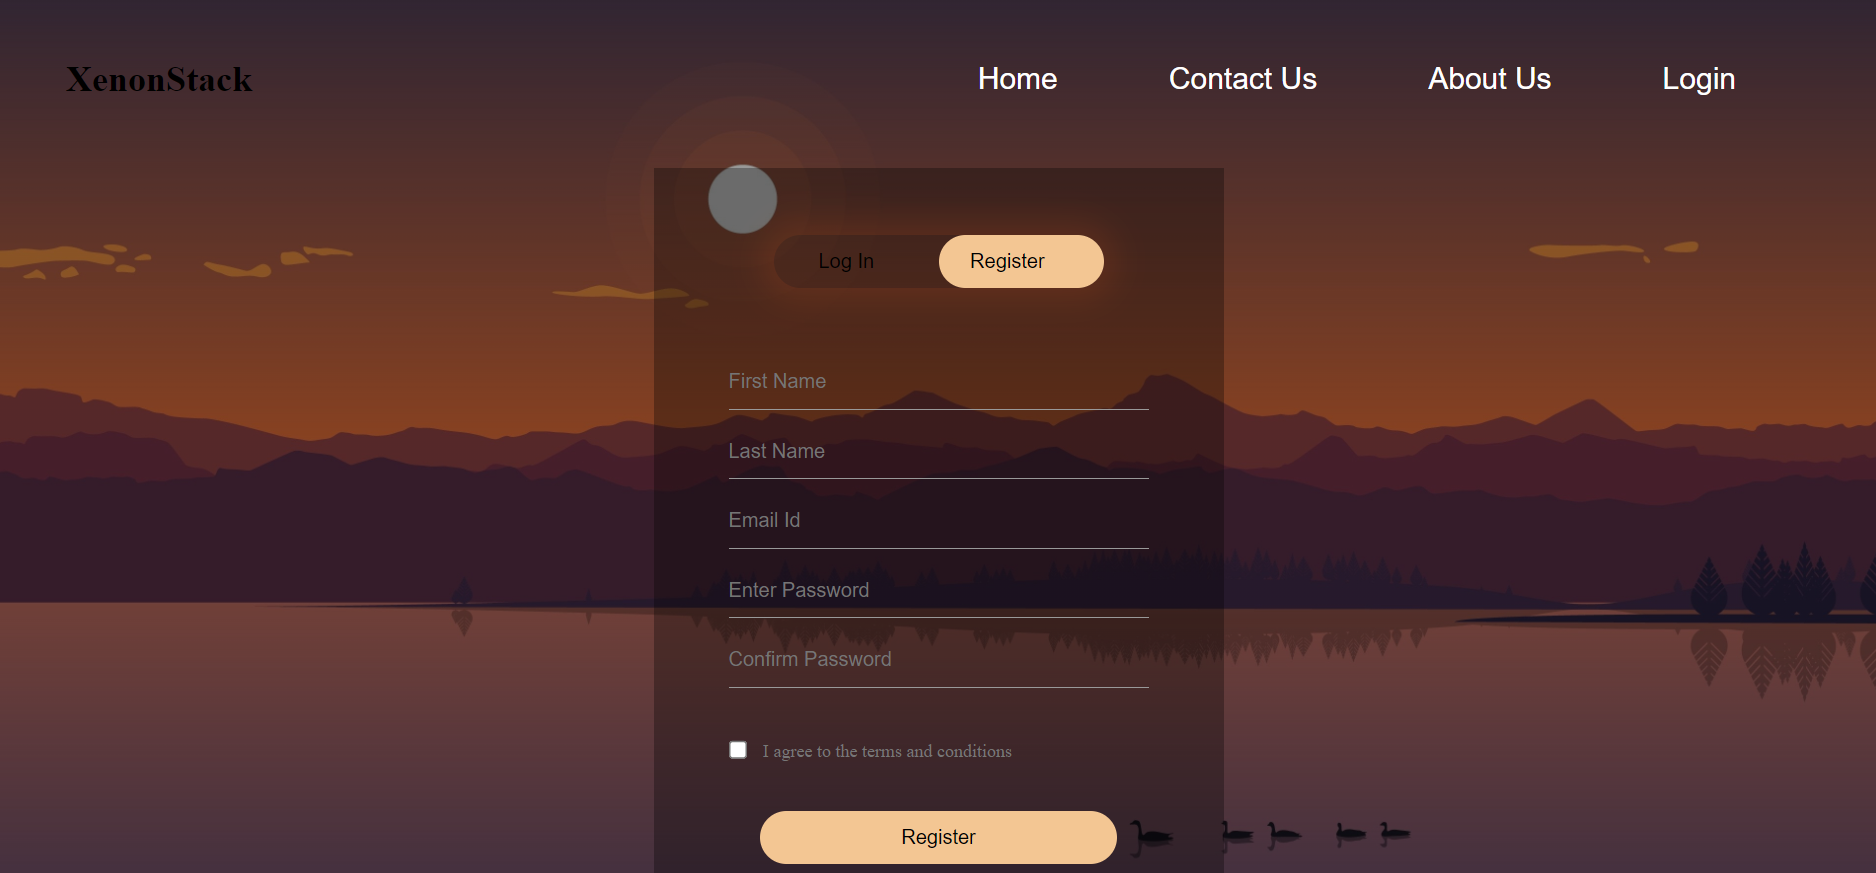 XenonStack
Home Contact Us About Us Login
Log In Register
First Name
Last Name
Email Id
Enter Password
Confirm Password
I agree to the terms and conditions
Register